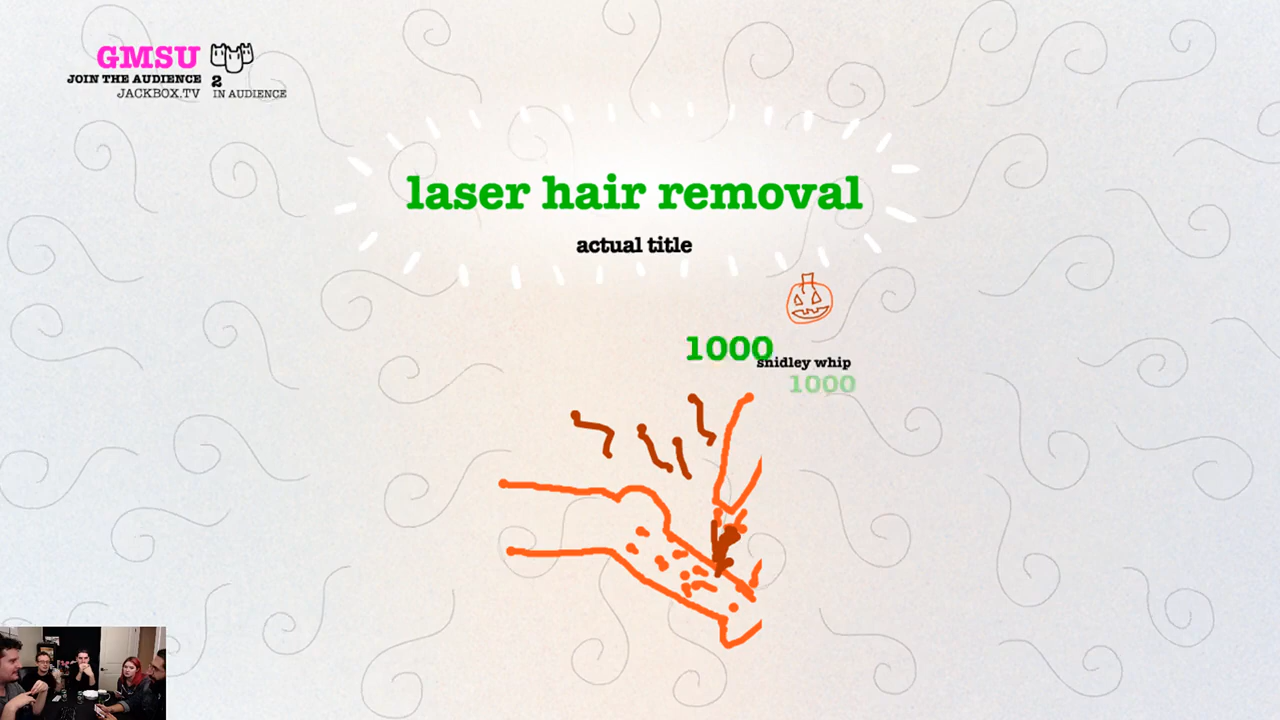 GMSU
JOIN THE AUDIENCE
JACKBOX.TV
2
IN AUDIENCE
laser hair removal
actual title
1000
snidley whip
1000